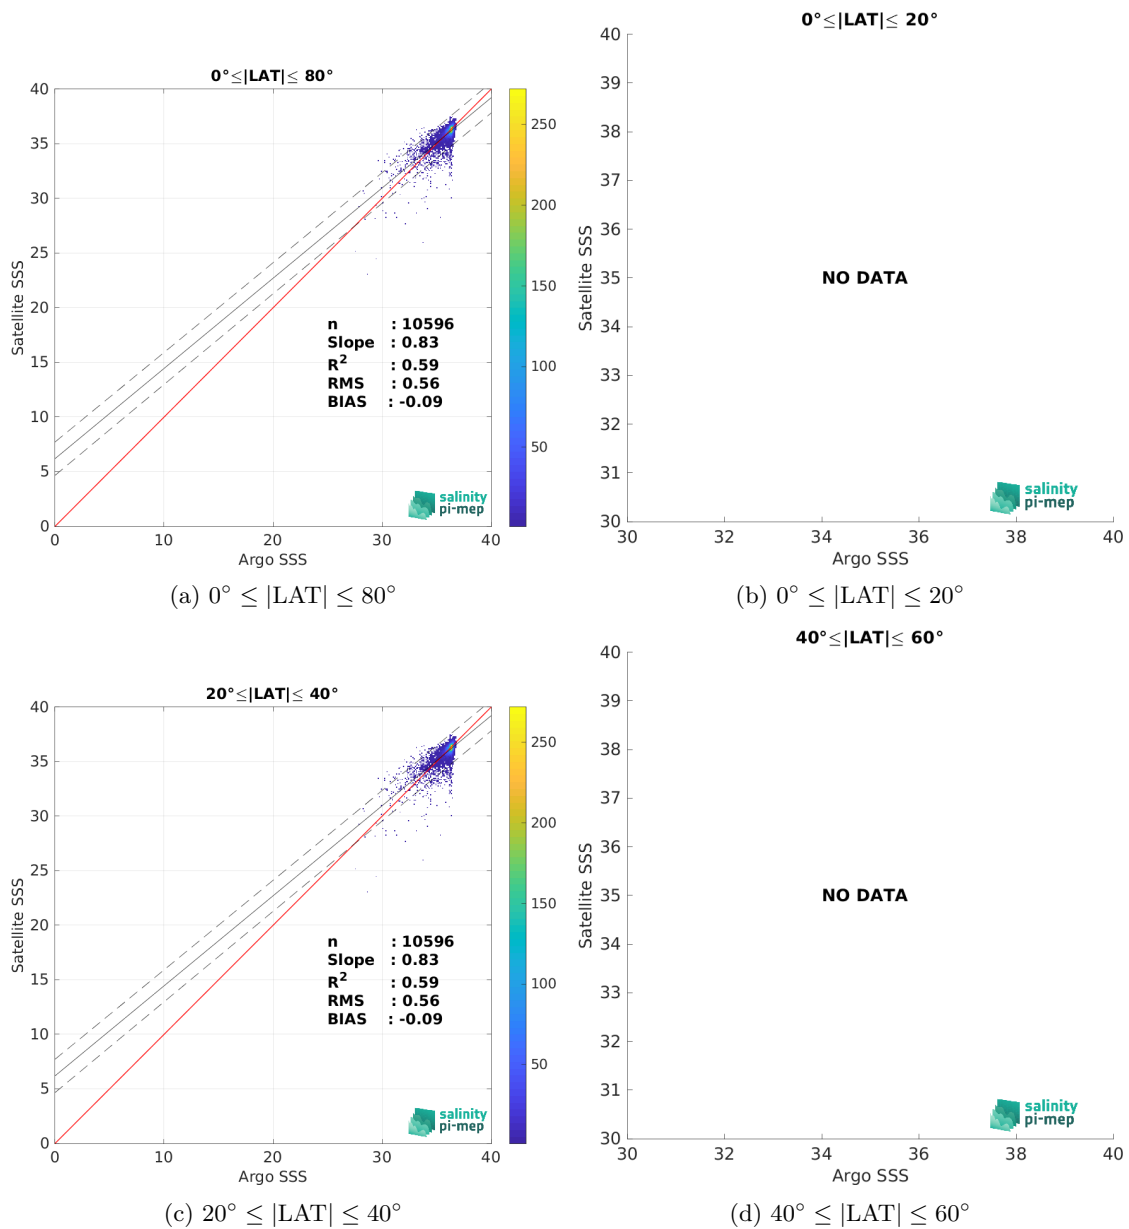 0°≤|LAT|≤ 80°
40
35
30
25
20
15
10
5
0
Satellite SSS
0
10
20
30
40
Argo SSS
250
200
150
100
50
n : 10596
Slope : 0.83
R² : 0.59
RMS : 0.56
BIAS : -0.09
salinity
pi-mep
(a) 0° ≤ |LAT| ≤ 80°
0°≤|LAT|≤ 20°
40
39
38
37
36
35
34
33
32
31
30
Satellite SSS
NO DATA
30
32
34
36
38
40
Argo SSS
salinity
pi-mep
(b) 0° ≤ |LAT| ≤ 20°
20°≤|LAT|≤ 40°
40
35
30
25
20
15
10
5
0
Satellite SSS
0
10
20
30
40
Argo SSS
250
200
150
100
50
n : 10596
Slope : 0.83
R² : 0.59
RMS : 0.56
BIAS : -0.09
salinity
pi-mep
(c) 20° ≤ |LAT| ≤ 40°
40°≤|LAT|≤ 60°
40
39
38
37
36
35
34
33
32
31
30
Satellite SSS
NO DATA
30
32
34
36
38
40
Argo SSS
salinity
pi-mep
(d) 40° ≤ |LAT| ≤ 60°